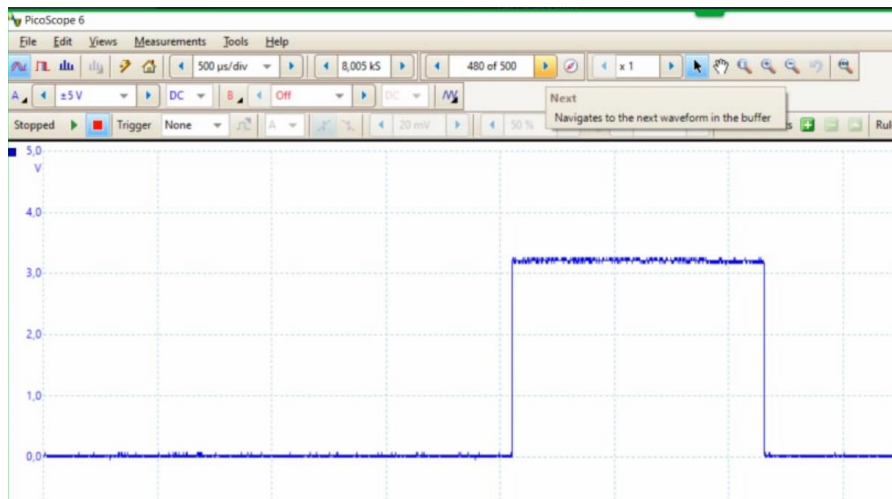 PicoScope 6
File Edit Views Measurements Tools Help
500 µs/div 8,005 kS 480 of 500 x 1
A ±5 V DC B Off DC
Next
Navigates to the next waveform in the buffer
Stopped Trigger None A 20 mV 50 % s Rul
5,0
V
4,0
3,0
2,0
1,0
0,0